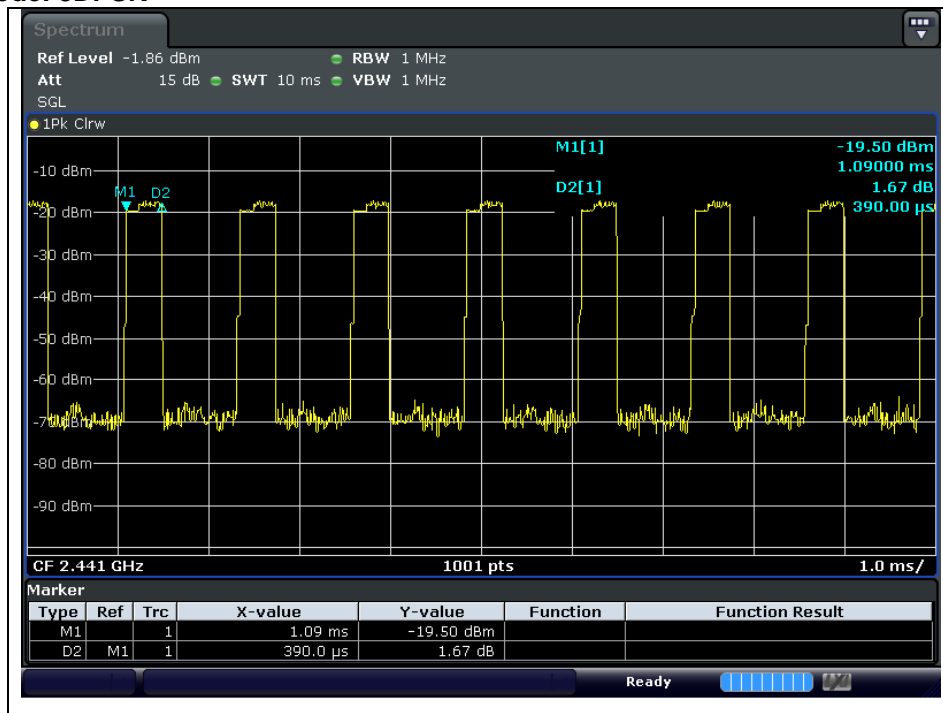 Spectrum
Ref Level -1.86 dBm RBW 1 MHz
Att 15 dB SWT 10 ms VBW 1 MHz
SGL
1Pk Clrw
M1[1] -19.50 dBm
1.09000 ms
D2[1] 1.67 dB
390.00 µs
M1 D2
-10 dBm
-20 dBm
-30 dBm
-40 dBm
-50 dBm
-60 dBm
-70 dBm
-80 dBm
-90 dBm
CF 2.441 GHz 1001 pts 1.0 ms/
Marker
Type Ref Trc X-value Y-value Function Function Result
M1 1 1.09 ms -19.50 dBm
D2 M1 1 390.0 µs 1.67 dB
Ready